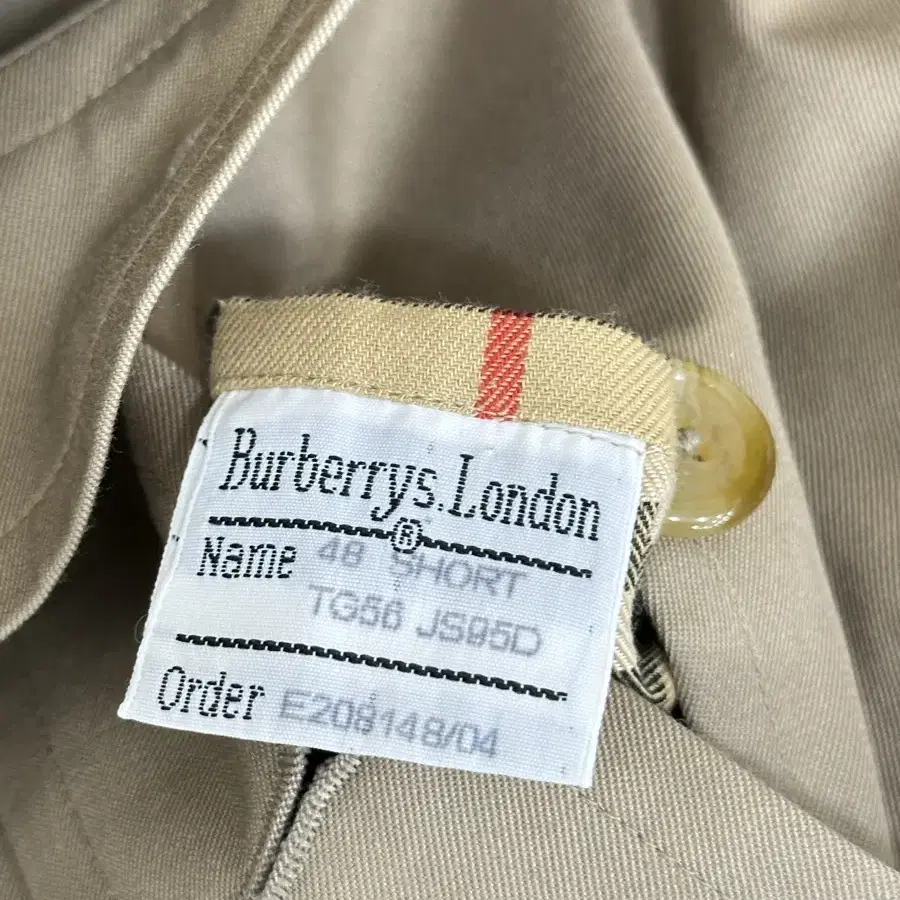 Burberrys.London
®
Name 48 SHORT
TG56 JS95D
Order E208148/04